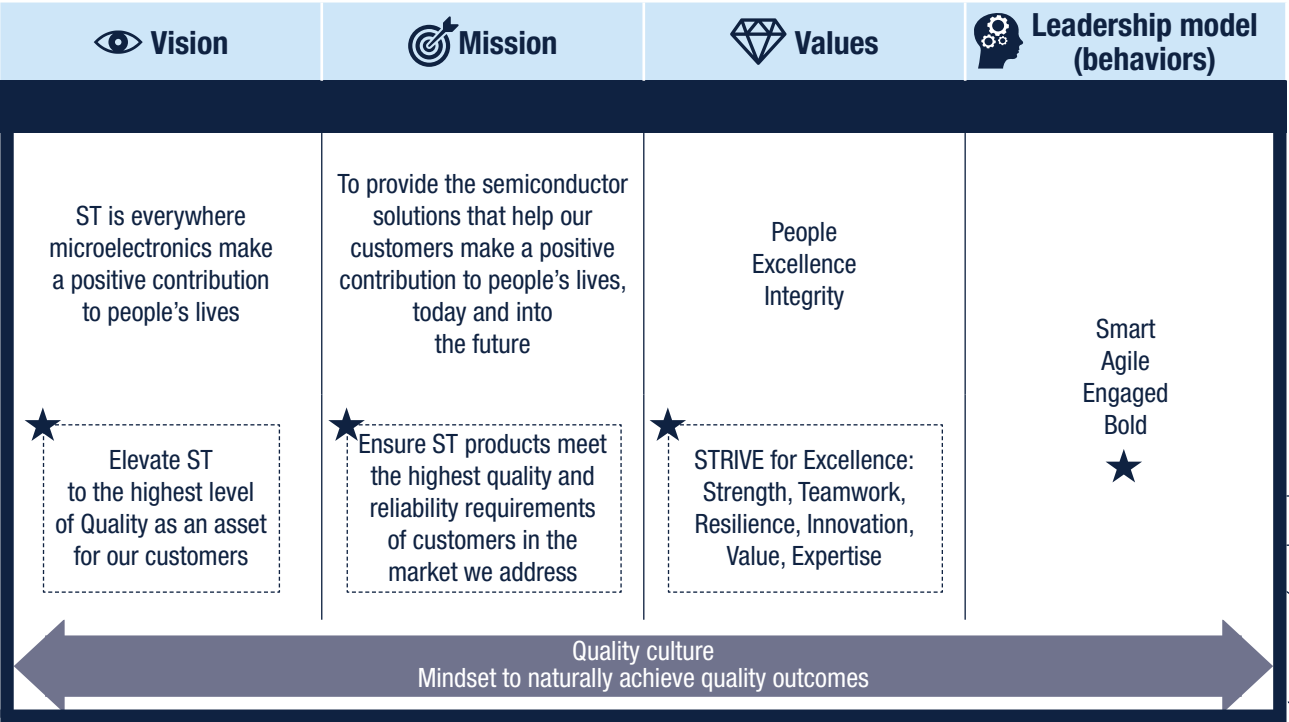 Vision
Mission
Values
Leadership model
(behaviors)
ST is everywhere
microelectronics make
a positive contribution
to people’s lives
To provide the semiconductor
solutions that help our
customers make a positive
contribution to people’s lives,
today and into
the future
People
Excellence
Integrity
Smart
Agile
Engaged
Bold
Elevate ST
to the highest level
of Quality as an asset
for our customers
Ensure ST products meet
the highest quality and
reliability requirements
of customers in the
market we address
STRIVE for Excellence:
Strength, Teamwork,
Resilience, Innovation,
Value, Expertise
Quality culture
Mindset to naturally achieve quality outcomes